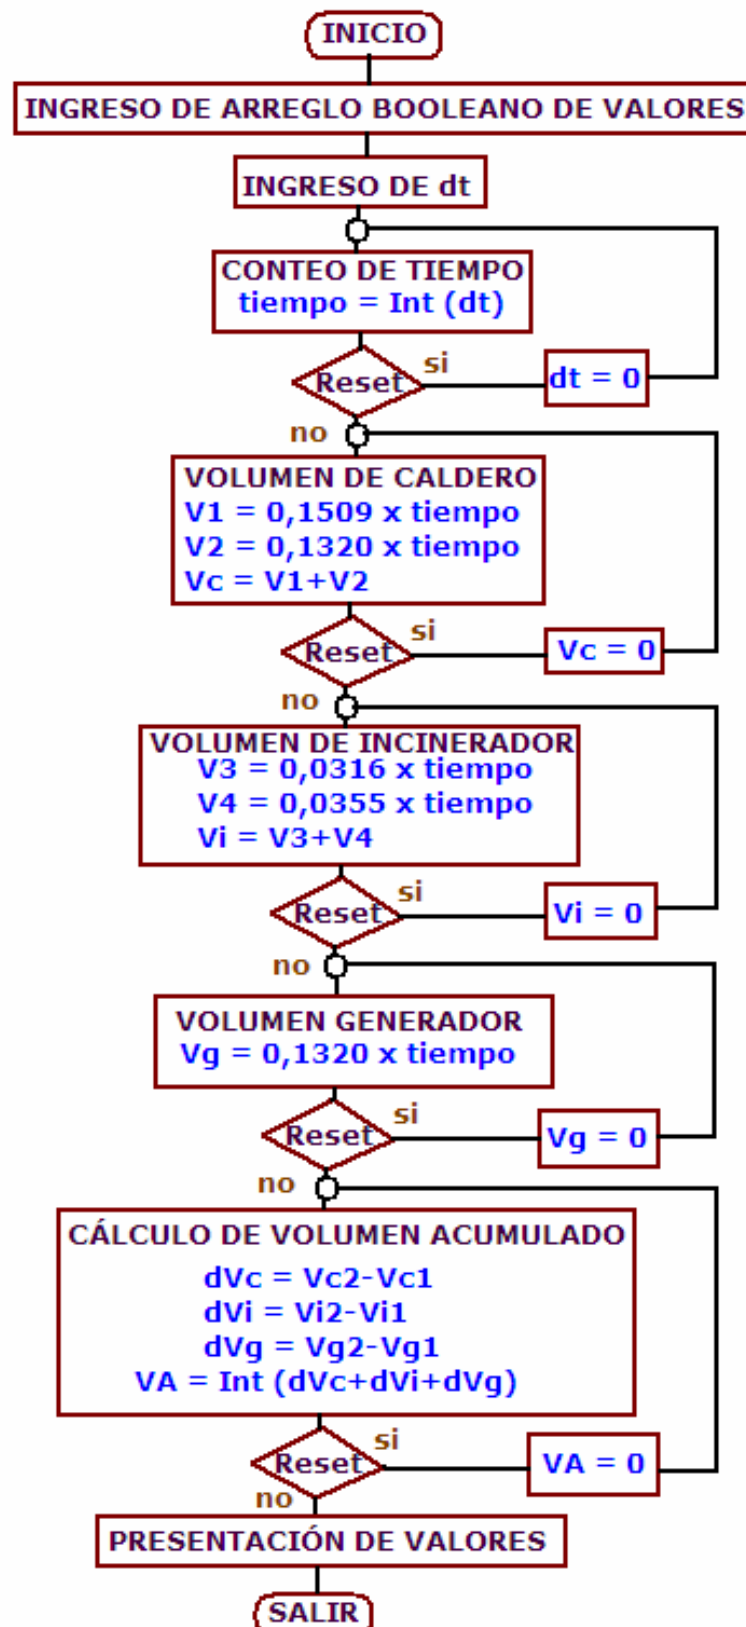 INICIO
INGRESO DE ARREGLO BOOLEANO DE VALORES
INGRESO DE dt
CONTEO DE TIEMPO
tiempo = Int (dt)
Reset
si
dt = 0
no
VOLUMEN DE CALDERO
V1 = 0,1509 x tiempo
V2 = 0,1320 x tiempo
Vc = V1+V2
Reset
si
Vc = 0
no
VOLUMEN DE INCINERADOR
V3 = 0,0316 x tiempo
V4 = 0,0355 x tiempo
Vi = V3+V4
Reset
si
Vi = 0
no
VOLUMEN GENERADOR
Vg = 0,1320 x tiempo
Reset
si
Vg = 0
no
CÁLCULO DE VOLUMEN ACUMULADO
dVc = Vc2-Vc1
dVi = Vi2-Vi1
dVg = Vg2-Vg1
VA = Int (dVc+dVi+dVg)
Reset
si
VA = 0
no
PRESENTACIÓN DE VALORES
SALIR